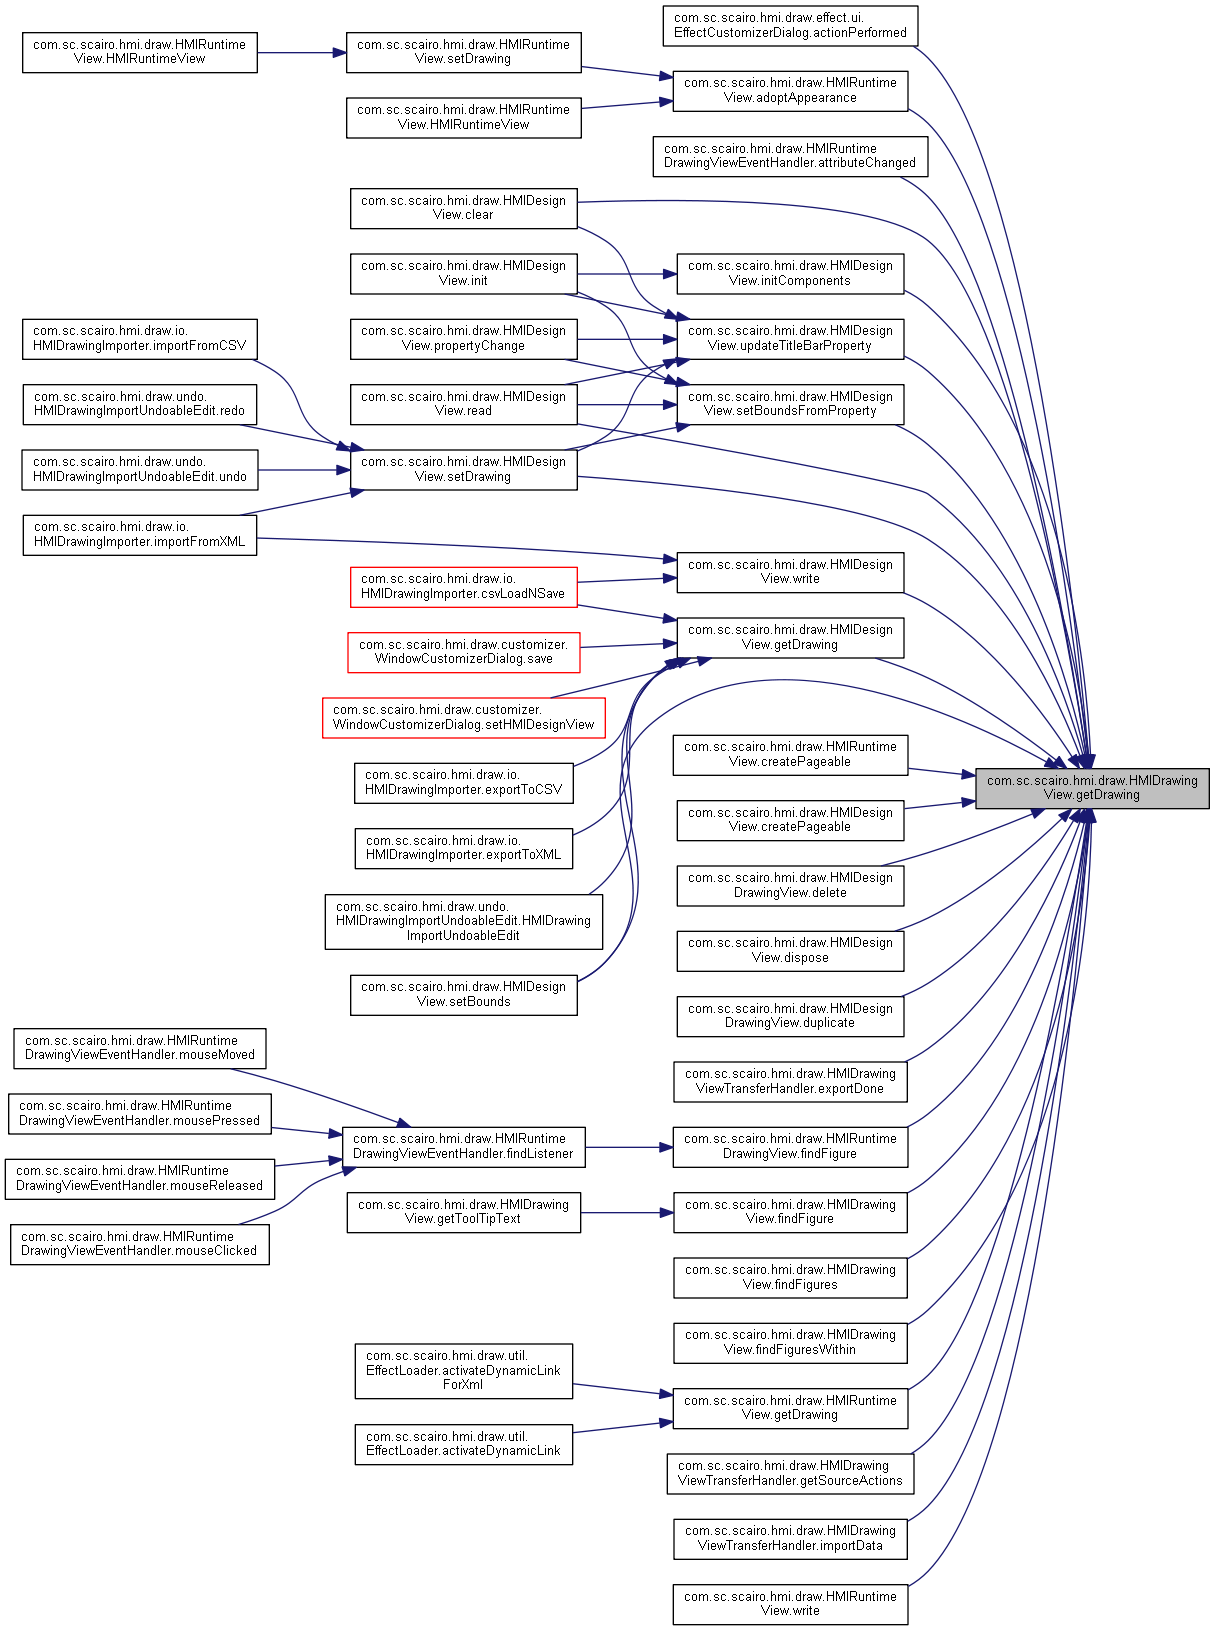 com.sc.scairo.hmi.draw.effect.ui.
EffectCustomizerDialog.actionPerformed
com.sc.scairo.hmi.draw.HMIRuntime
View.HMIRuntimeView
com.sc.scairo.hmi.draw.HMIRuntime
View.setDrawing
com.sc.scairo.hmi.draw.HMIRuntime
View.adoptAppearance
com.sc.scairo.hmi.draw.HMIRuntime
View.HMIRuntimeView
com.sc.scairo.hmi.draw.HMIRuntime
DrawingViewEventHandler.attributeChanged
com.sc.scairo.hmi.draw.HMIDesign
View.clear
com.sc.scairo.hmi.draw.HMIDesign
View.init
com.sc.scairo.hmi.draw.HMIDesign
View.initComponents
com.sc.scairo.hmi.draw.io.
HMIDrawingImporter.importFromCSV
com.sc.scairo.hmi.draw.HMIDesign
View.propertyChange
com.sc.scairo.hmi.draw.HMIDesign
View.updateTitleBarProperty
com.sc.scairo.hmi.draw.undo.
HMIDrawingImportUndoableEdit.redo
com.sc.scairo.hmi.draw.HMIDesign
View.read
com.sc.scairo.hmi.draw.HMIDesign
View.setBoundsFromProperty
com.sc.scairo.hmi.draw.undo.
HMIDrawingImportUndoableEdit.undo
com.sc.scairo.hmi.draw.HMIDesign
View.setDrawing
com.sc.scairo.hmi.draw.io.
HMIDrawingImporter.importFromXML
com.sc.scairo.hmi.draw.HMIDesign
View.write
com.sc.scairo.hmi.draw.io.
HMIDrawingImporter.csvLoadNSave
com.sc.scairo.hmi.draw.HMIDesign
View.getDrawing
com.sc.scairo.hmi.draw.customizer.
WindowCustomizerDialog.save
com.sc.scairo.hmi.draw.customizer.
WindowCustomizerDialog.setHMIDesignView
com.sc.scairo.hmi.draw.HMIRuntime
View.createPageable
com.sc.scairo.hmi.draw.io.
HMIDrawingImporter.exportToCSV
com.sc.scairo.hmi.draw.HMIDrawing
View.getDrawing
com.sc.scairo.hmi.draw.HMIDesign
View.createPageable
com.sc.scairo.hmi.draw.io.
HMIDrawingImporter.exportToXML
com.sc.scairo.hmi.draw.HMIDesign
DrawingView.delete
com.sc.scairo.hmi.draw.undo.
HMIDrawingImportUndoableEdit.HMIDrawing
ImportUndoableEdit
com.sc.scairo.hmi.draw.HMIDesign
View.dispose
com.sc.scairo.hmi.draw.HMIDesign
View.setBounds
com.sc.scairo.hmi.draw.HMIDesign
DrawingView.duplicate
com.sc.scairo.hmi.draw.HMIRuntime
DrawingViewEventHandler.mouseMoved
com.sc.scairo.hmi.draw.HMIDrawing
ViewTransferHandler.exportDone
com.sc.scairo.hmi.draw.HMIRuntime
DrawingViewEventHandler.mousePressed
com.sc.scairo.hmi.draw.HMIRuntime
DrawingViewEventHandler.findListener
com.sc.scairo.hmi.draw.HMIRuntime
DrawingView.findFigure
com.sc.scairo.hmi.draw.HMIRuntime
DrawingViewEventHandler.mouseReleased
com.sc.scairo.hmi.draw.HMIDrawing
View.getToolTipText
com.sc.scairo.hmi.draw.HMIDrawing
View.findFigure
com.sc.scairo.hmi.draw.HMIRuntime
DrawingViewEventHandler.mouseClicked
com.sc.scairo.hmi.draw.HMIDrawing
View.findFigures
com.sc.scairo.hmi.draw.HMIDrawing
View.findFiguresWithin
com.sc.scairo.hmi.draw.util.
EffectLoader.activateDynamicLink
ForXml
com.sc.scairo.hmi.draw.HMIRuntime
View.getDrawing
com.sc.scairo.hmi.draw.util.
EffectLoader.activateDynamicLink
com.sc.scairo.hmi.draw.HMIDrawing
ViewTransferHandler.getSourceActions
com.sc.scairo.hmi.draw.HMIDrawing
ViewTransferHandler.importData
com.sc.scairo.hmi.draw.HMIRuntime
View.write